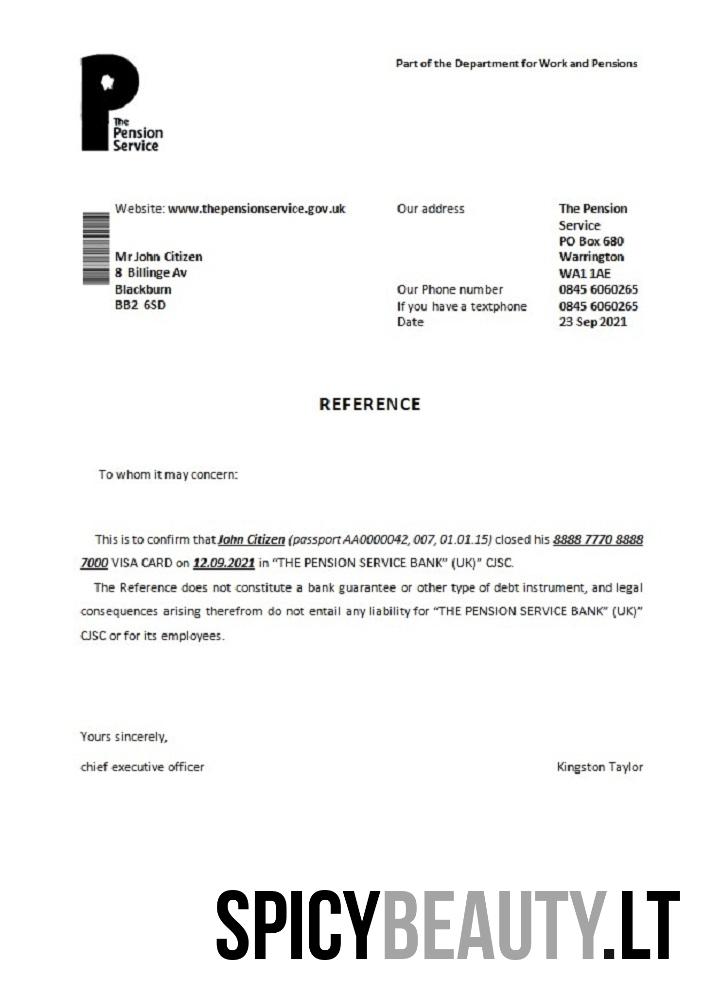 Part of the Department for Work and Pensions
The
Pension
Service
Website: www.thepensionservice.gov.uk
Mr John Citizen
8 Billinge Av
Blackburn
BB2 6SD
Our address The Pension
Service
PO Box 680
Warrington
WA1 1AE
Our Phone number 0845 6060265
If you have a textphone 0845 6060265
Date 23 Sep 2021
REFERENCE
To whom it may concern:
This is to confirm that John Citizen (passport AA0000042, 007, 01.01.15) closed his 8888 7770 8888
7000 VISA CARD on 12.09.2021 in “THE PENSION SERVICE BANK” (UK)” CJSC.
The Reference does not constitute a bank guarantee or other type of debt instrument, and legal
consequences arising therefrom do not entail any liability for “THE PENSION SERVICE BANK” (UK)”
CJSC or for its employees.
Yours sincerely,
chief executive officer Kingston Taylor
SPICYBEAUTY.LT